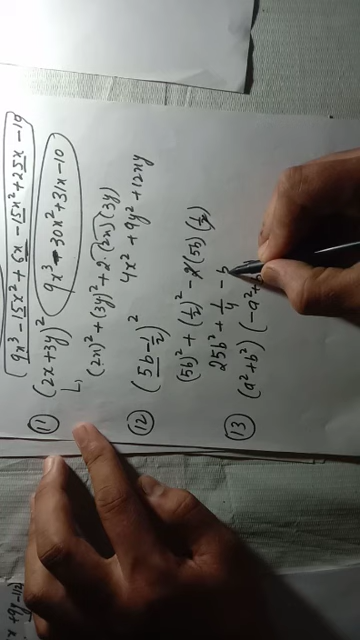 9x³ - 15x² + 6x - 15x² + 25x - 10
9x³ - 30x² + 31x - 10
(11) (2x+3y)²
(2x)² + (3y)² + 2·(2x)(3y)
4x² + 9y² + 12xy
(12) (5b - 1/2)²
(5b)² + (1/2)² - 2(5b)(1/2)
25b² + 1/4 - b
(13) (a²+b²)(-a²+b